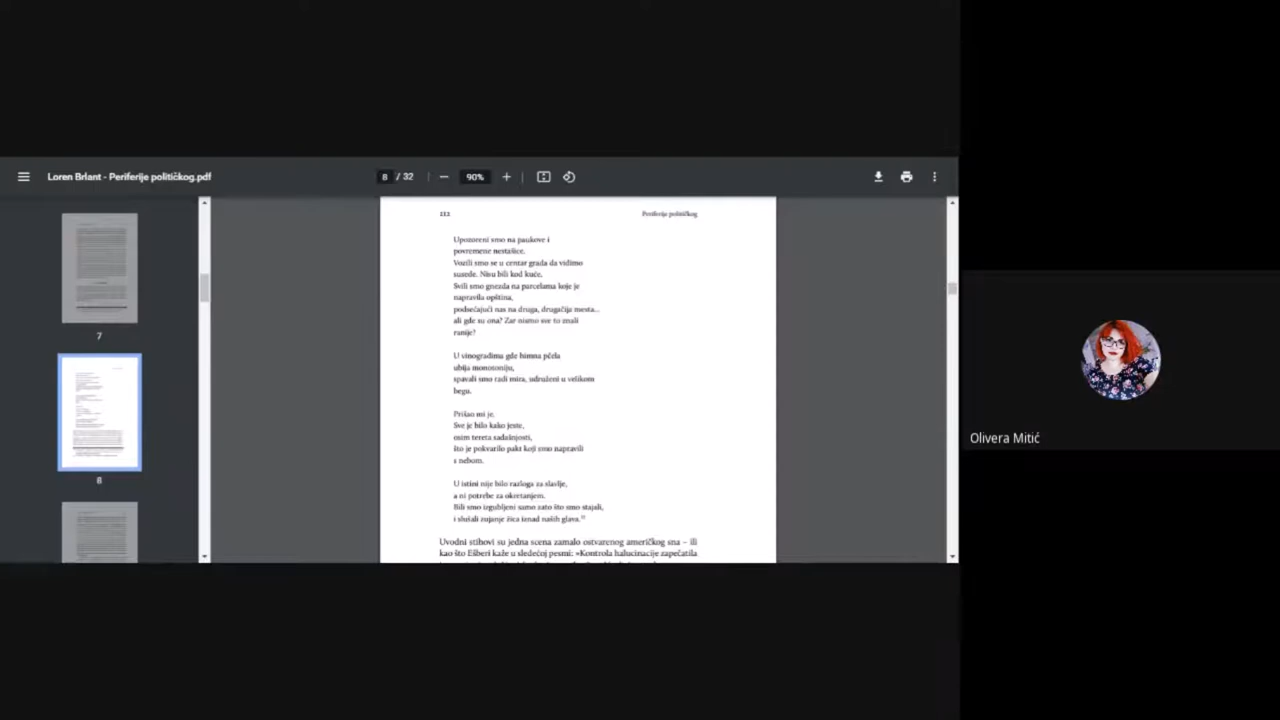 Loren Brlant - Periferije političkog.pdf
8 / 32
90%
7
8
212 Periferije političkog
Upozoreni smo na paukove i
povremene nestašice.
Vozili smo se u centar grada da vidimo
susede. Nisu bili kod kuće.
Svili smo gnezda na parcelama koje je
napravila opština,
podsećajući nas na druga, drugačije mesta...
ali gde su ona? Zar nismo sve to znali
ranije?
U vinogradima gde himna pčela
ubija monotoniju,
spavali smo radi mira, udruženi u velikom
begu.
Prišao mi je.
Sve je bilo kako jeste,
osim tereta sadašnjosti,
što je pokvarilo pakt koji smo napravili
s nebom.
U istini nije bilo razloga za slavlje,
a ni potrebe za okretanjem.
Bili smo izgubljeni samo zato što smo stajali,
i slušali zujanje žica iznad naših glava.
Uvodni stihovi su jedna scena zamalo ostvarenog američkog sna – ili
kao što Ešberi kaže u sledećoj pesmi: »Kontrola halucinacije zapečatila
Olivera Mitić